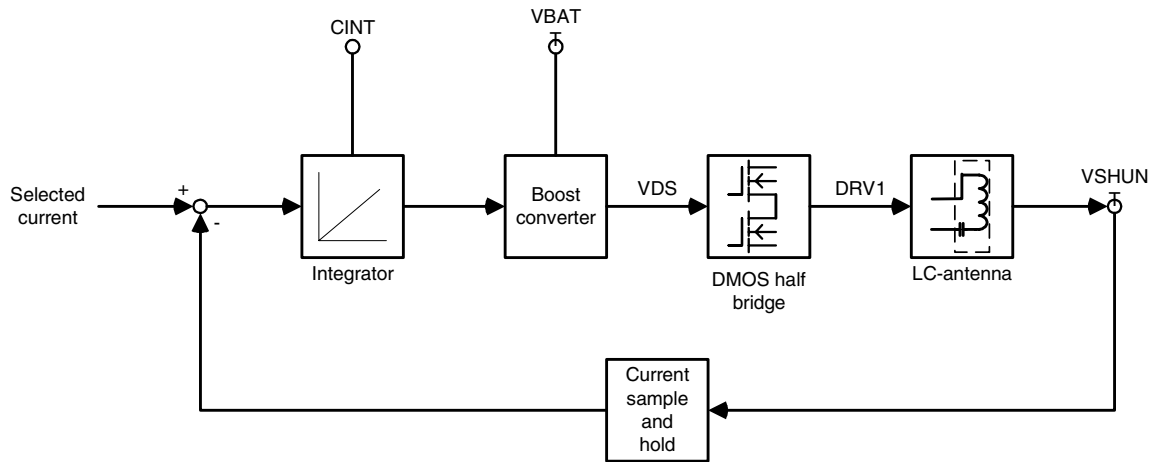 CINT
VBAT
Selected
current
+
-
Integrator
Boost
converter
VDS
DMOS half
bridge
DRV1
LC-antenna
VSHUN
Current
sample
and
hold